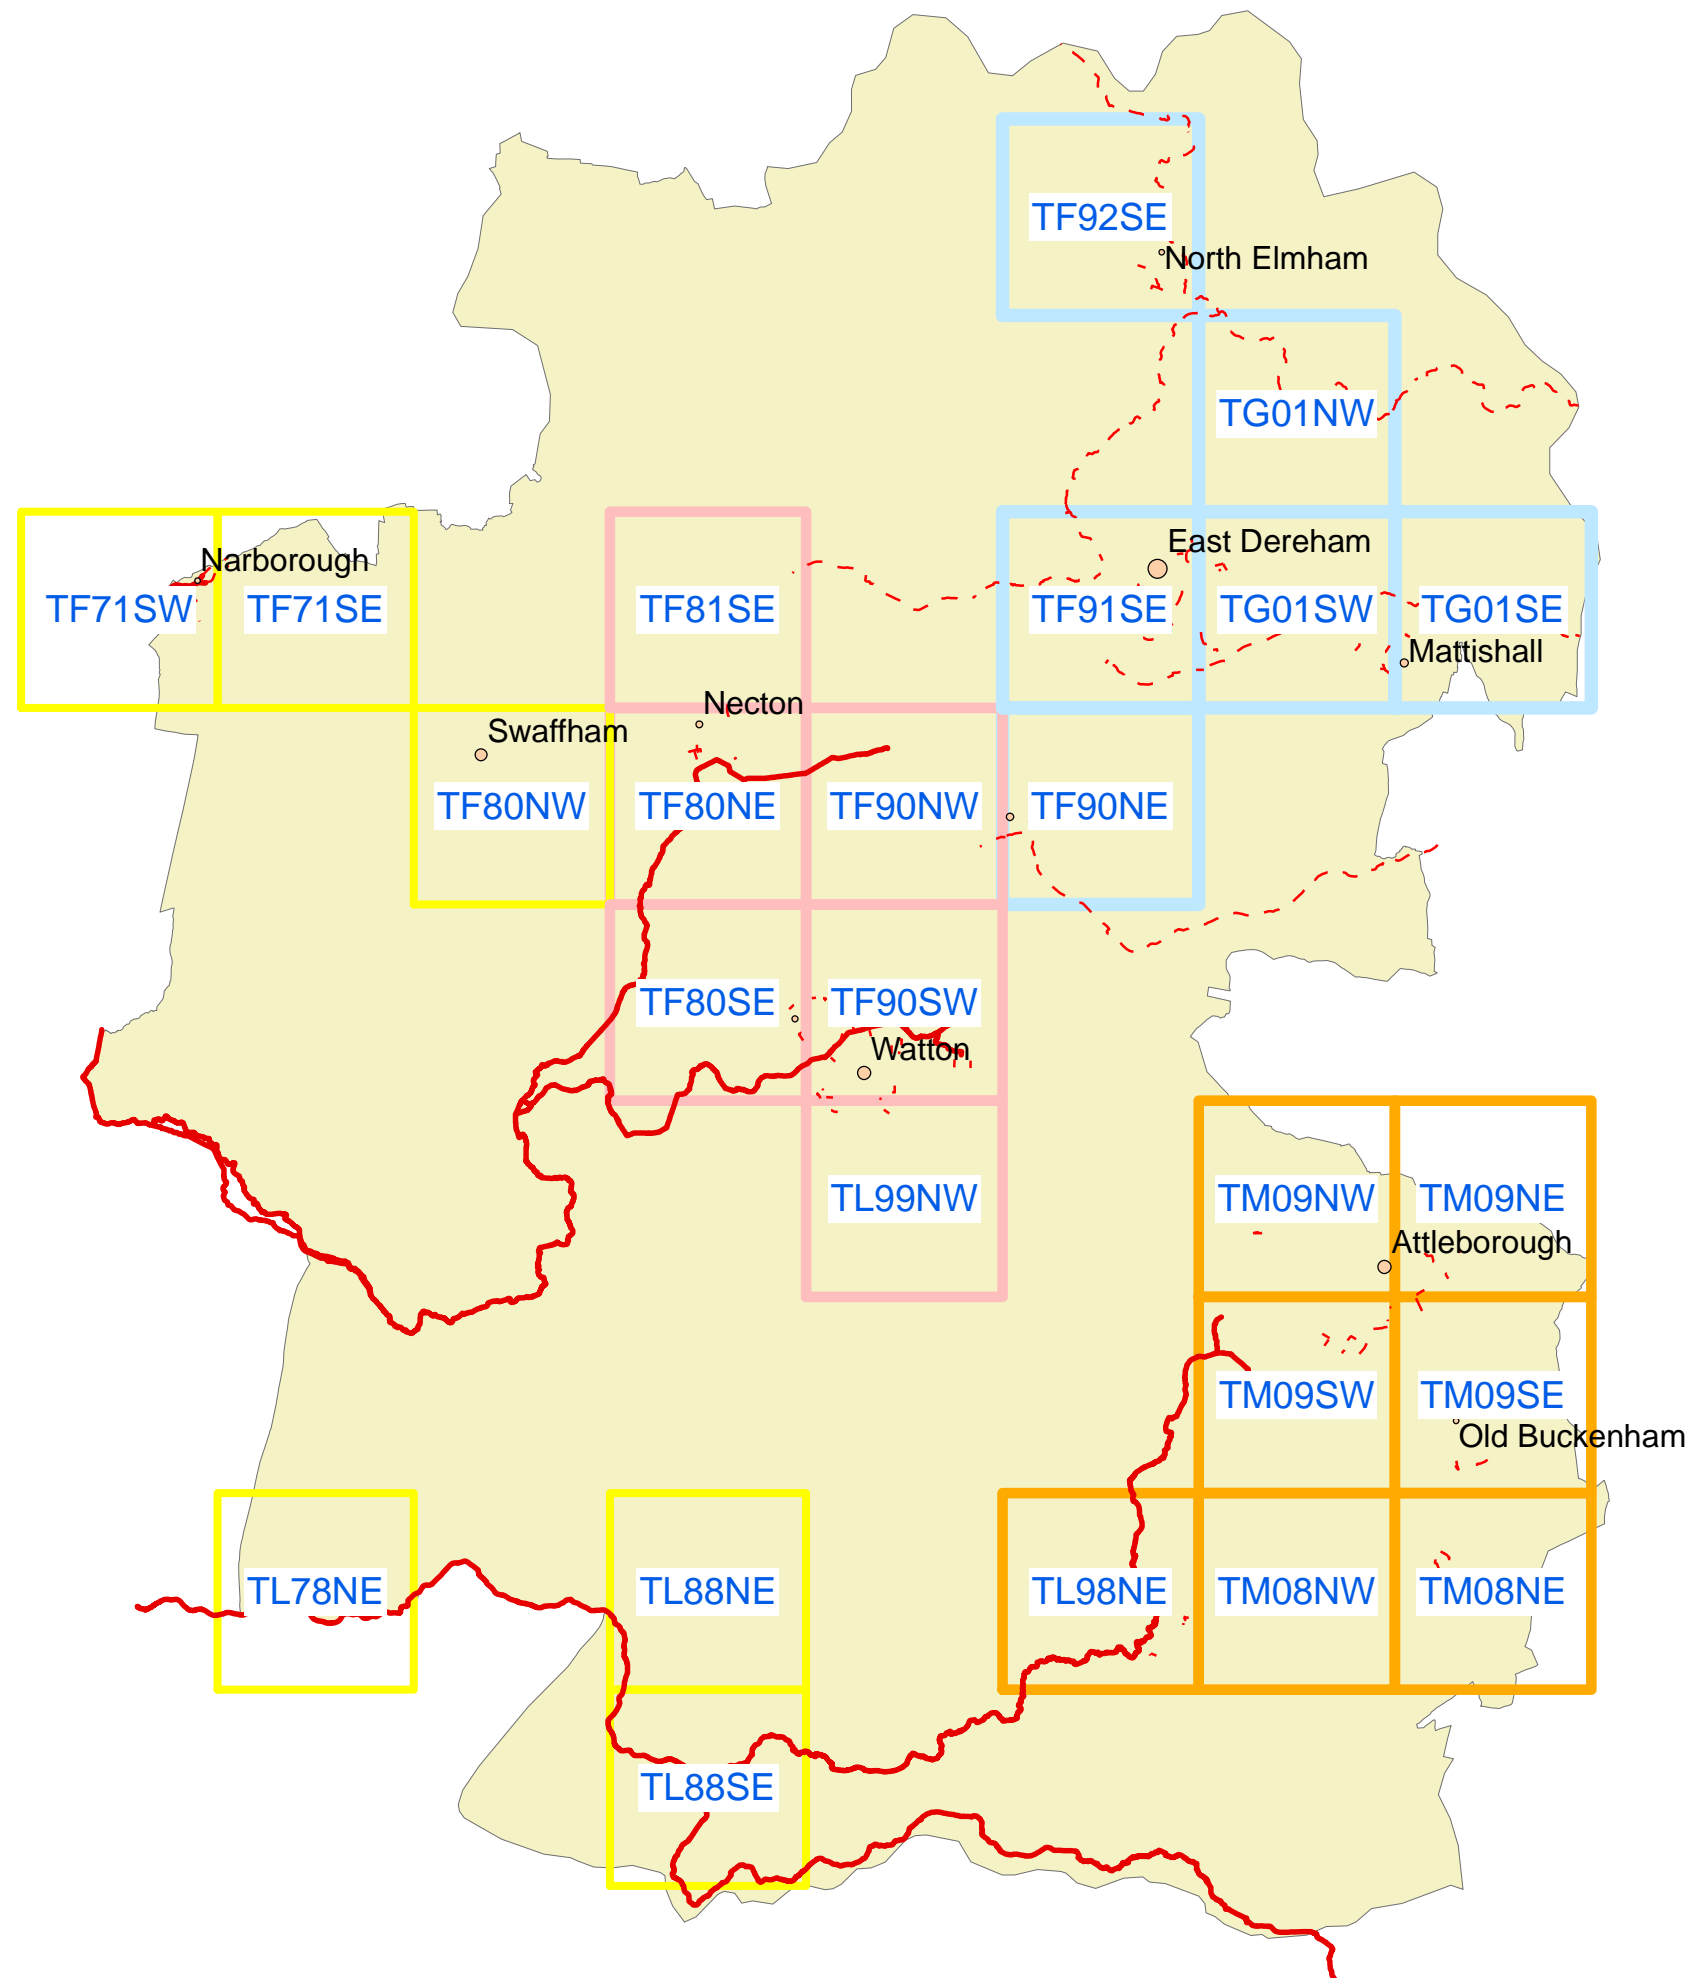 TF92SE
North Elmham
TG01NW
East Dereham
Narborough
TF71SW
TF71SE
TF81SE
TF91SE
TG01SW
TG01SE
Mattishall
Necton
Swaffham
TF80NW
TF80NE
TF90NW
TF90NE
TF80SE
TF90SW
Watton
TL99NW
TM09NW
TM09NE
Attleborough
TM09SW
TM09SE
Old Buckenham
TL78NE
TL88NE
TL98NE
TM08NW
TM08NE
TL88SE